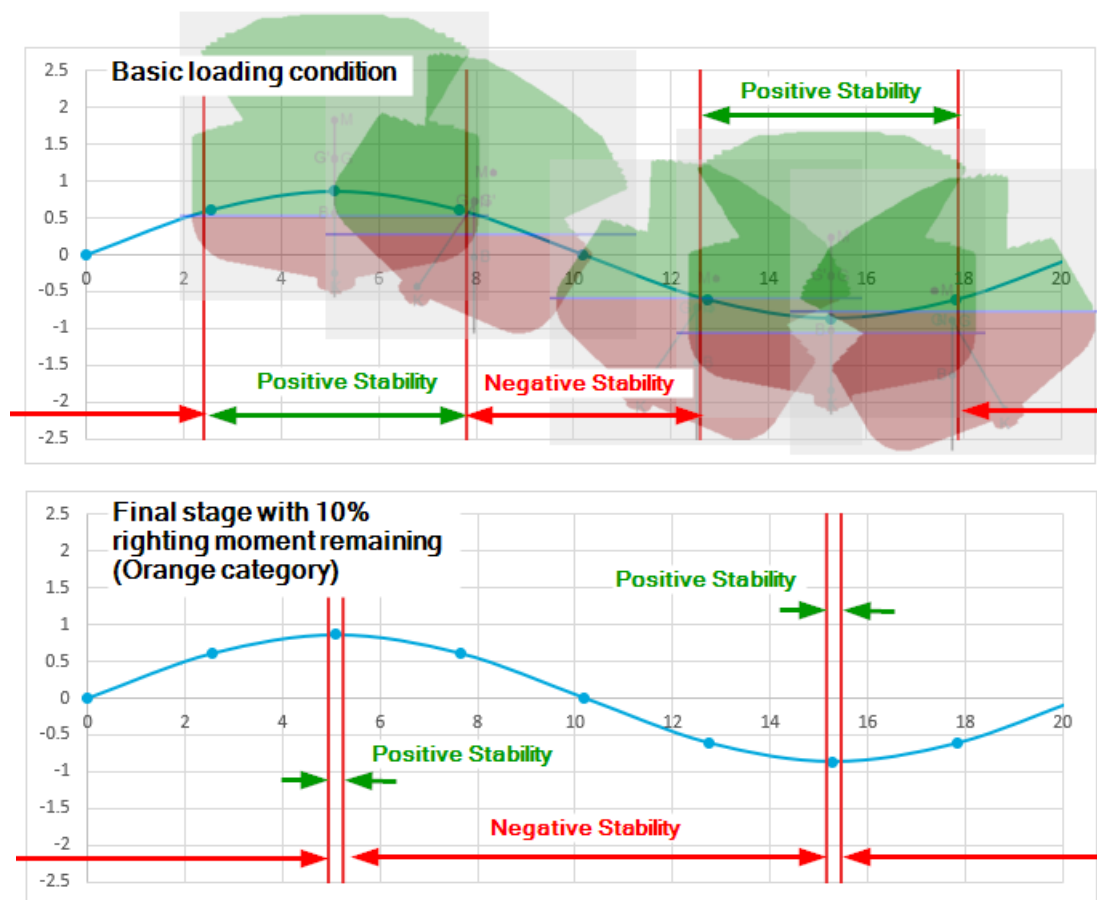 Basic loading condition
2.5
2
1.5
1
0.5
0
-0.5
-1
-1.5
-2
-2.5
0
2
4
6
8
10
12
14
16
18
20
Positive Stability
Positive Stability
Negative Stability
M
G
B
M
M
M
Final stage with 10%
righting moment remaining
(Orange category)
2.5
2
1.5
1
0.5
0
-0.5
-1
-1.5
-2
-2.5
0
2
4
6
8
10
12
14
16
18
20
Positive Stability
Positive Stability
Negative Stability